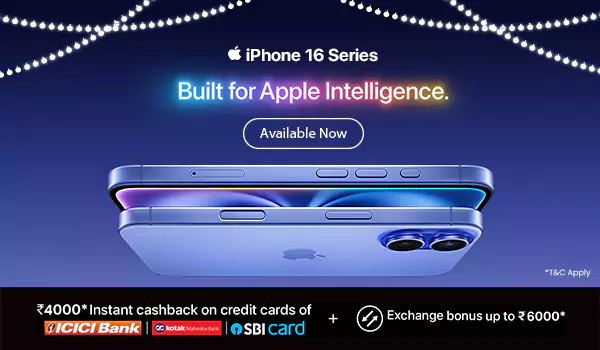 iPhone 16 Series
Built for Apple Intelligence.
Available Now
*T&C Apply
₹4000* Instant cashback on credit cards of
ICICI Bank | kotak Mahindra Bank | SBI card
+
Exchange bonus up to ₹6000*